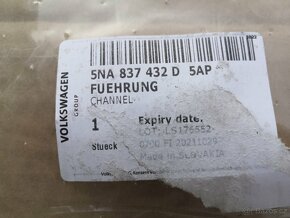 VOLKSWAGEN
GROUP
5NA 837 432 D 5AP
FUEHRUNG
CHANNEL
1
Stueck
Expiry date:
LOT: LS176552
Made in SLOVAKIA